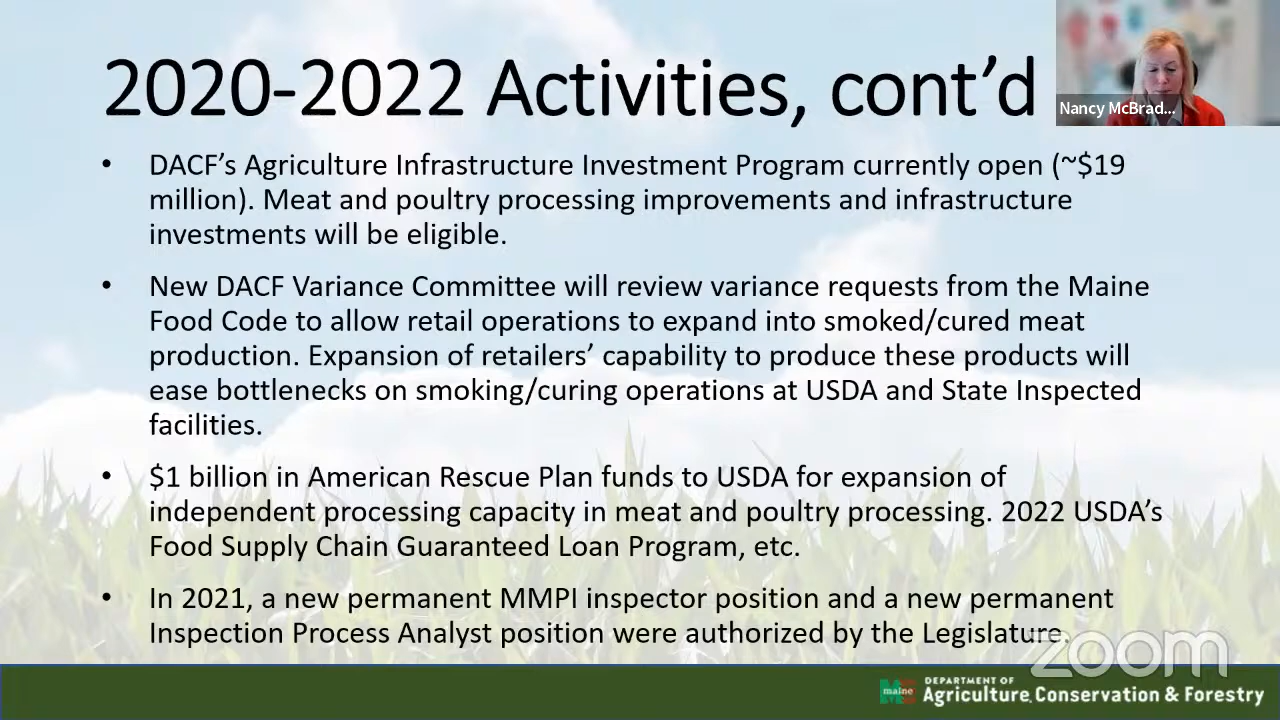 2020-2022 Activities, cont’d
Nancy McBrad...
• DACF’s Agriculture Infrastructure Investment Program currently open (~$19
million). Meat and poultry processing improvements and infrastructure
investments will be eligible.
• New DACF Variance Committee will review variance requests from the Maine
Food Code to allow retail operations to expand into smoked/cured meat
production. Expansion of retailers’ capability to produce these products will
ease bottlenecks on smoking/curing operations at USDA and State Inspected
facilities.
• $1 billion in American Rescue Plan funds to USDA for expansion of
independent processing capacity in meat and poultry processing. 2022 USDA’s
Food Supply Chain Guaranteed Loan Program, etc.
• In 2021, a new permanent MMPI inspector position and a new permanent
Inspection Process Analyst position were authorized by the Legislature.
zoom
maine
DEPARTMENT OF
Agriculture, Conservation & Forestry